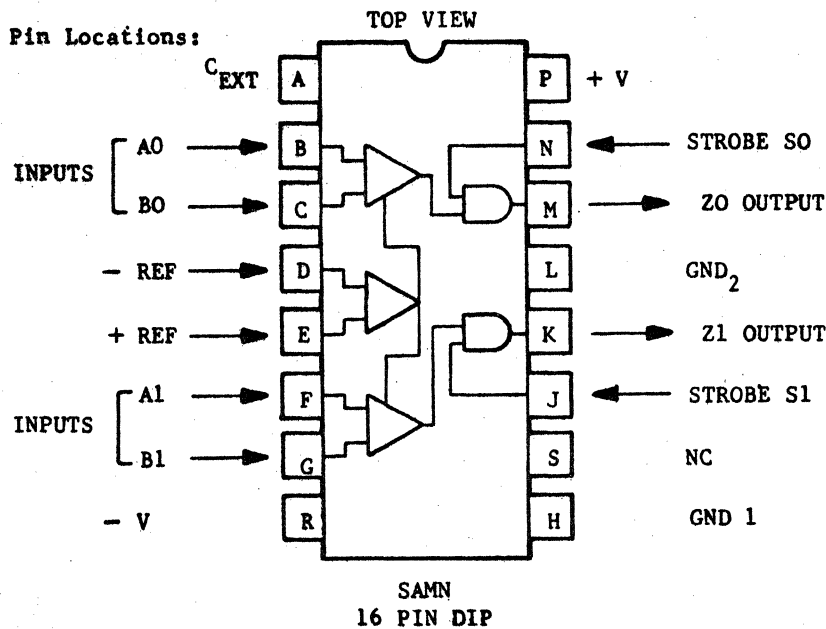 TOP VIEW
Pin Locations:
C EXT A P + V
A0 B N STROBE S0
INPUTS
B0 C M Z0 OUTPUT
- REF D L GND2
+ REF E K Z1 OUTPUT
A1 F J STROBE S1
INPUTS
B1 G S NC
- V R H GND 1
SAMN
16 PIN DIP